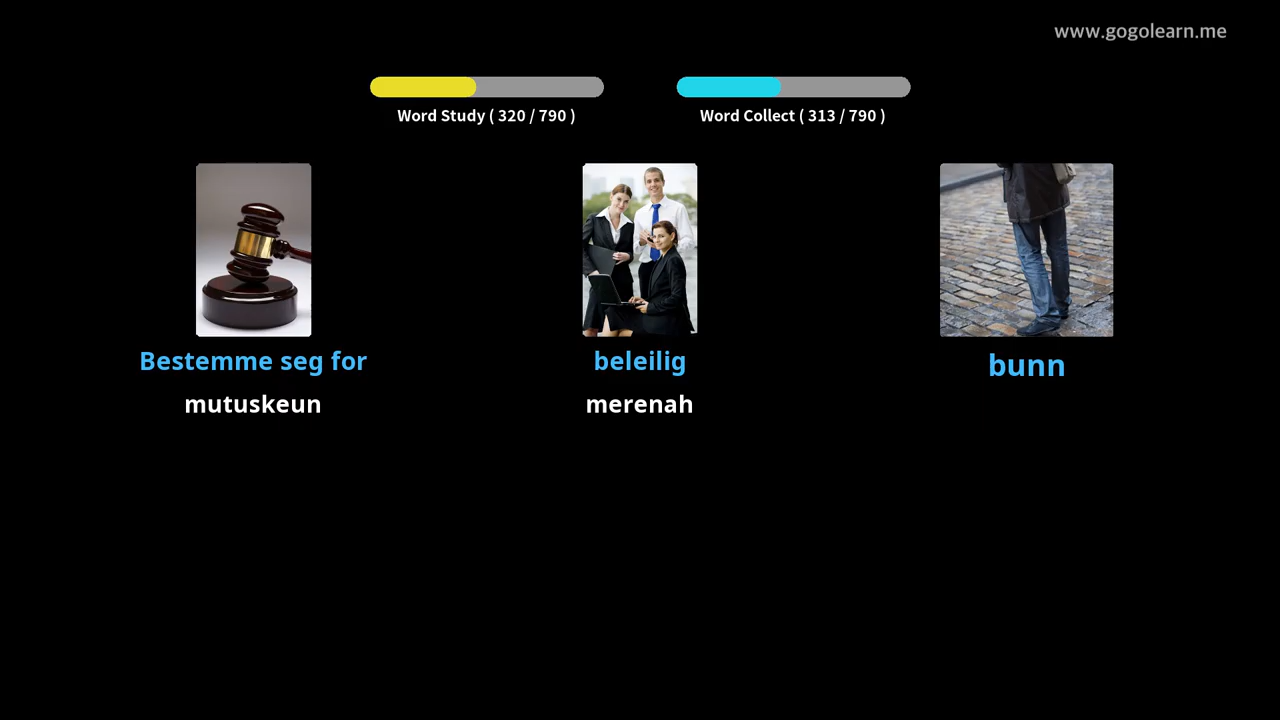 www.gogolearn.me
Word Study ( 320 / 790 )
Word Collect ( 313 / 790 )
Bestemme seg for
mutuskeun
beleilig
merenah
bunn